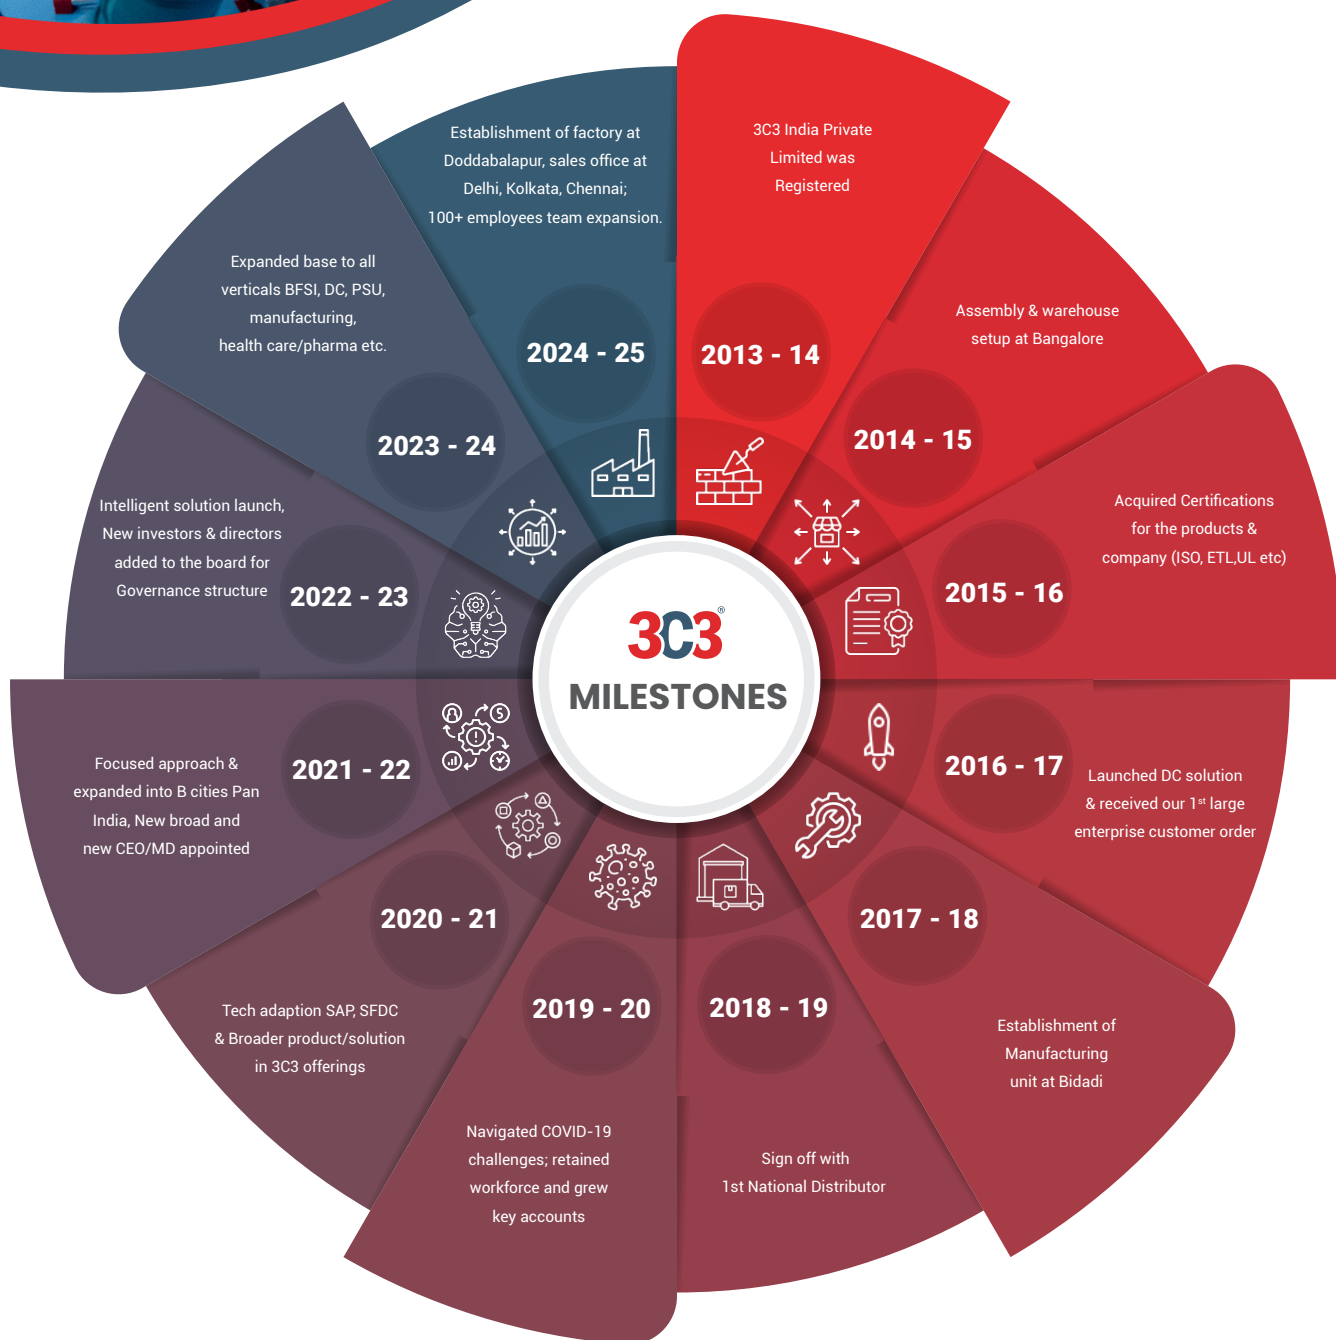 3C3®
MILESTONES
3C3 India Private
Limited was
Registered
2013 - 14
Assembly & warehouse
setup at Bangalore
2014 - 15
Acquired Certifications
for the products &
company (ISO, ETL,UL etc)
2015 - 16
2016 - 17
Launched DC solution
& received our 1st large
enterprise customer order
2017 - 18
Establishment of
Manufacturing
unit at Bidadi
2018 - 19
Sign off with
1st National Distributor
2019 - 20
Navigated COVID-19
challenges; retained
workforce and grew
key accounts
2020 - 21
Tech adaption SAP, SFDC
& Broader product/solution
in 3C3 offerings
2021 - 22
Focused approach &
expanded into B cities Pan
India, New broad and
new CEO/MD appointed
Intelligent solution launch,
New investors & directors
added to the board for
Governance structure
2022 - 23
Expanded base to all
verticals BFSI, DC, PSU,
manufacturing,
health care/pharma etc.
2023 - 24
Establishment of factory at
Doddabalapur, sales office at
Delhi, Kolkata, Chennai;
100+ employees team expansion.
2024 - 25